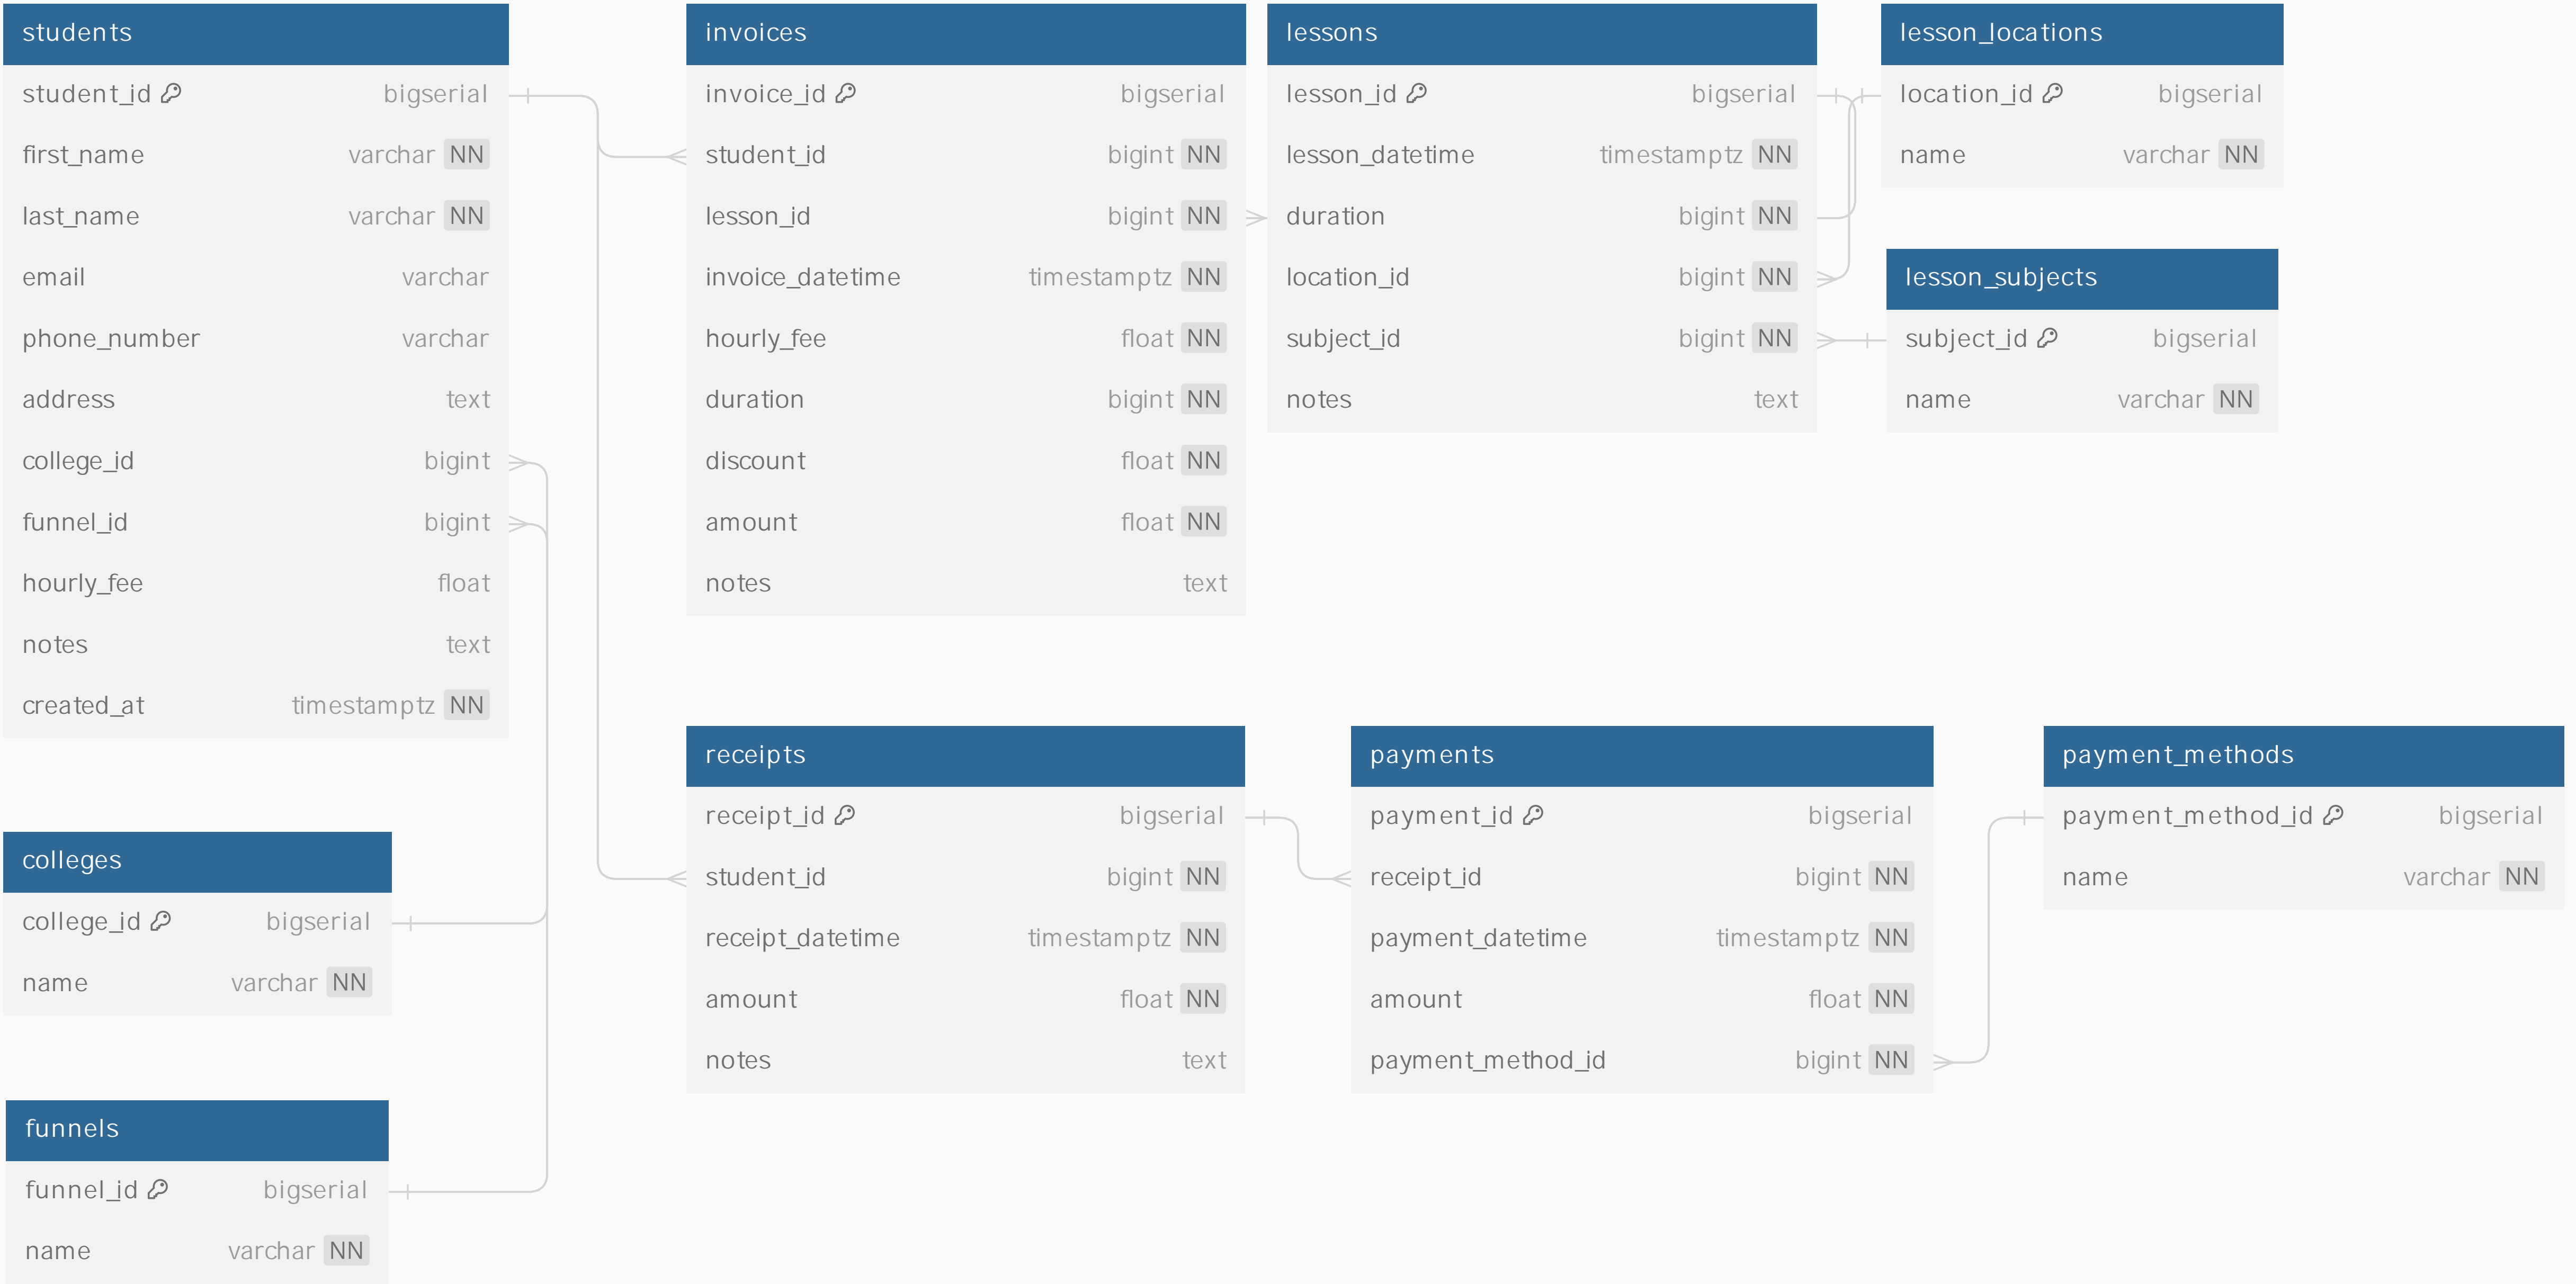 students
student_id bigserial
first_name varchar NN
last_name varchar NN
email varchar
phone_number varchar
address text
college_id bigint
funnel_id bigint
hourly_fee float
notes text
created_at timestamptz NN
invoices
invoice_id bigserial
student_id bigint NN
lesson_id bigint NN
invoice_datetime timestamptz NN
hourly_fee float NN
duration bigint NN
discount float NN
amount float NN
notes text
lessons
lesson_id bigserial
lesson_datetime timestamptz NN
duration bigint NN
location_id bigint NN
subject_id bigint NN
notes text
lesson_locations
location_id bigserial
name varchar NN
lesson_subjects
subject_id bigserial
name varchar NN
colleges
college_id bigserial
name varchar NN
funnels
funnel_id bigserial
name varchar NN
receipts
receipt_id bigserial
student_id bigint NN
receipt_datetime timestamptz NN
amount float NN
notes text
payments
payment_id bigserial
receipt_id bigint NN
payment_datetime timestamptz NN
amount float NN
payment_method_id bigint NN
payment_methods
payment_method_id bigserial
name varchar NN